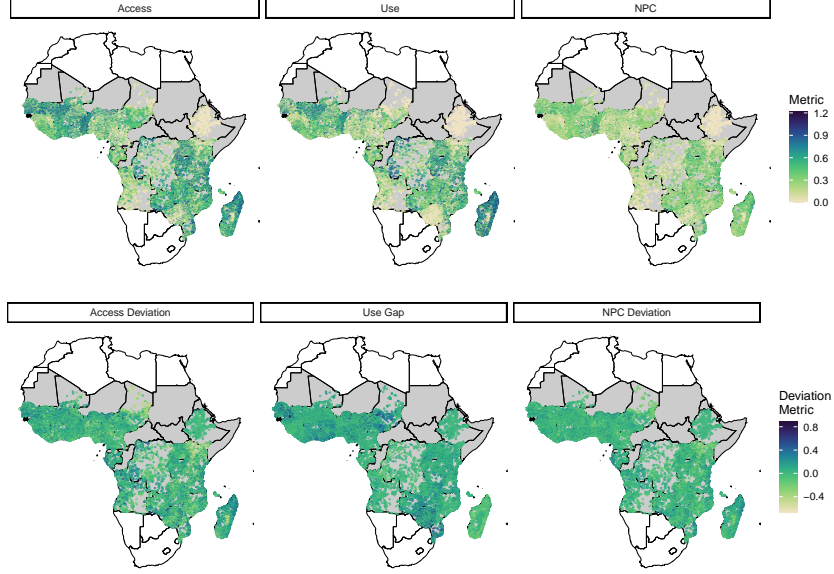 Access
Use
NPC
Metric
1.2
0.9
0.6
0.3
0.0
Access Deviation
Use Gap
NPC Deviation
Deviation
Metric
0.8
0.4
0.0
−0.4